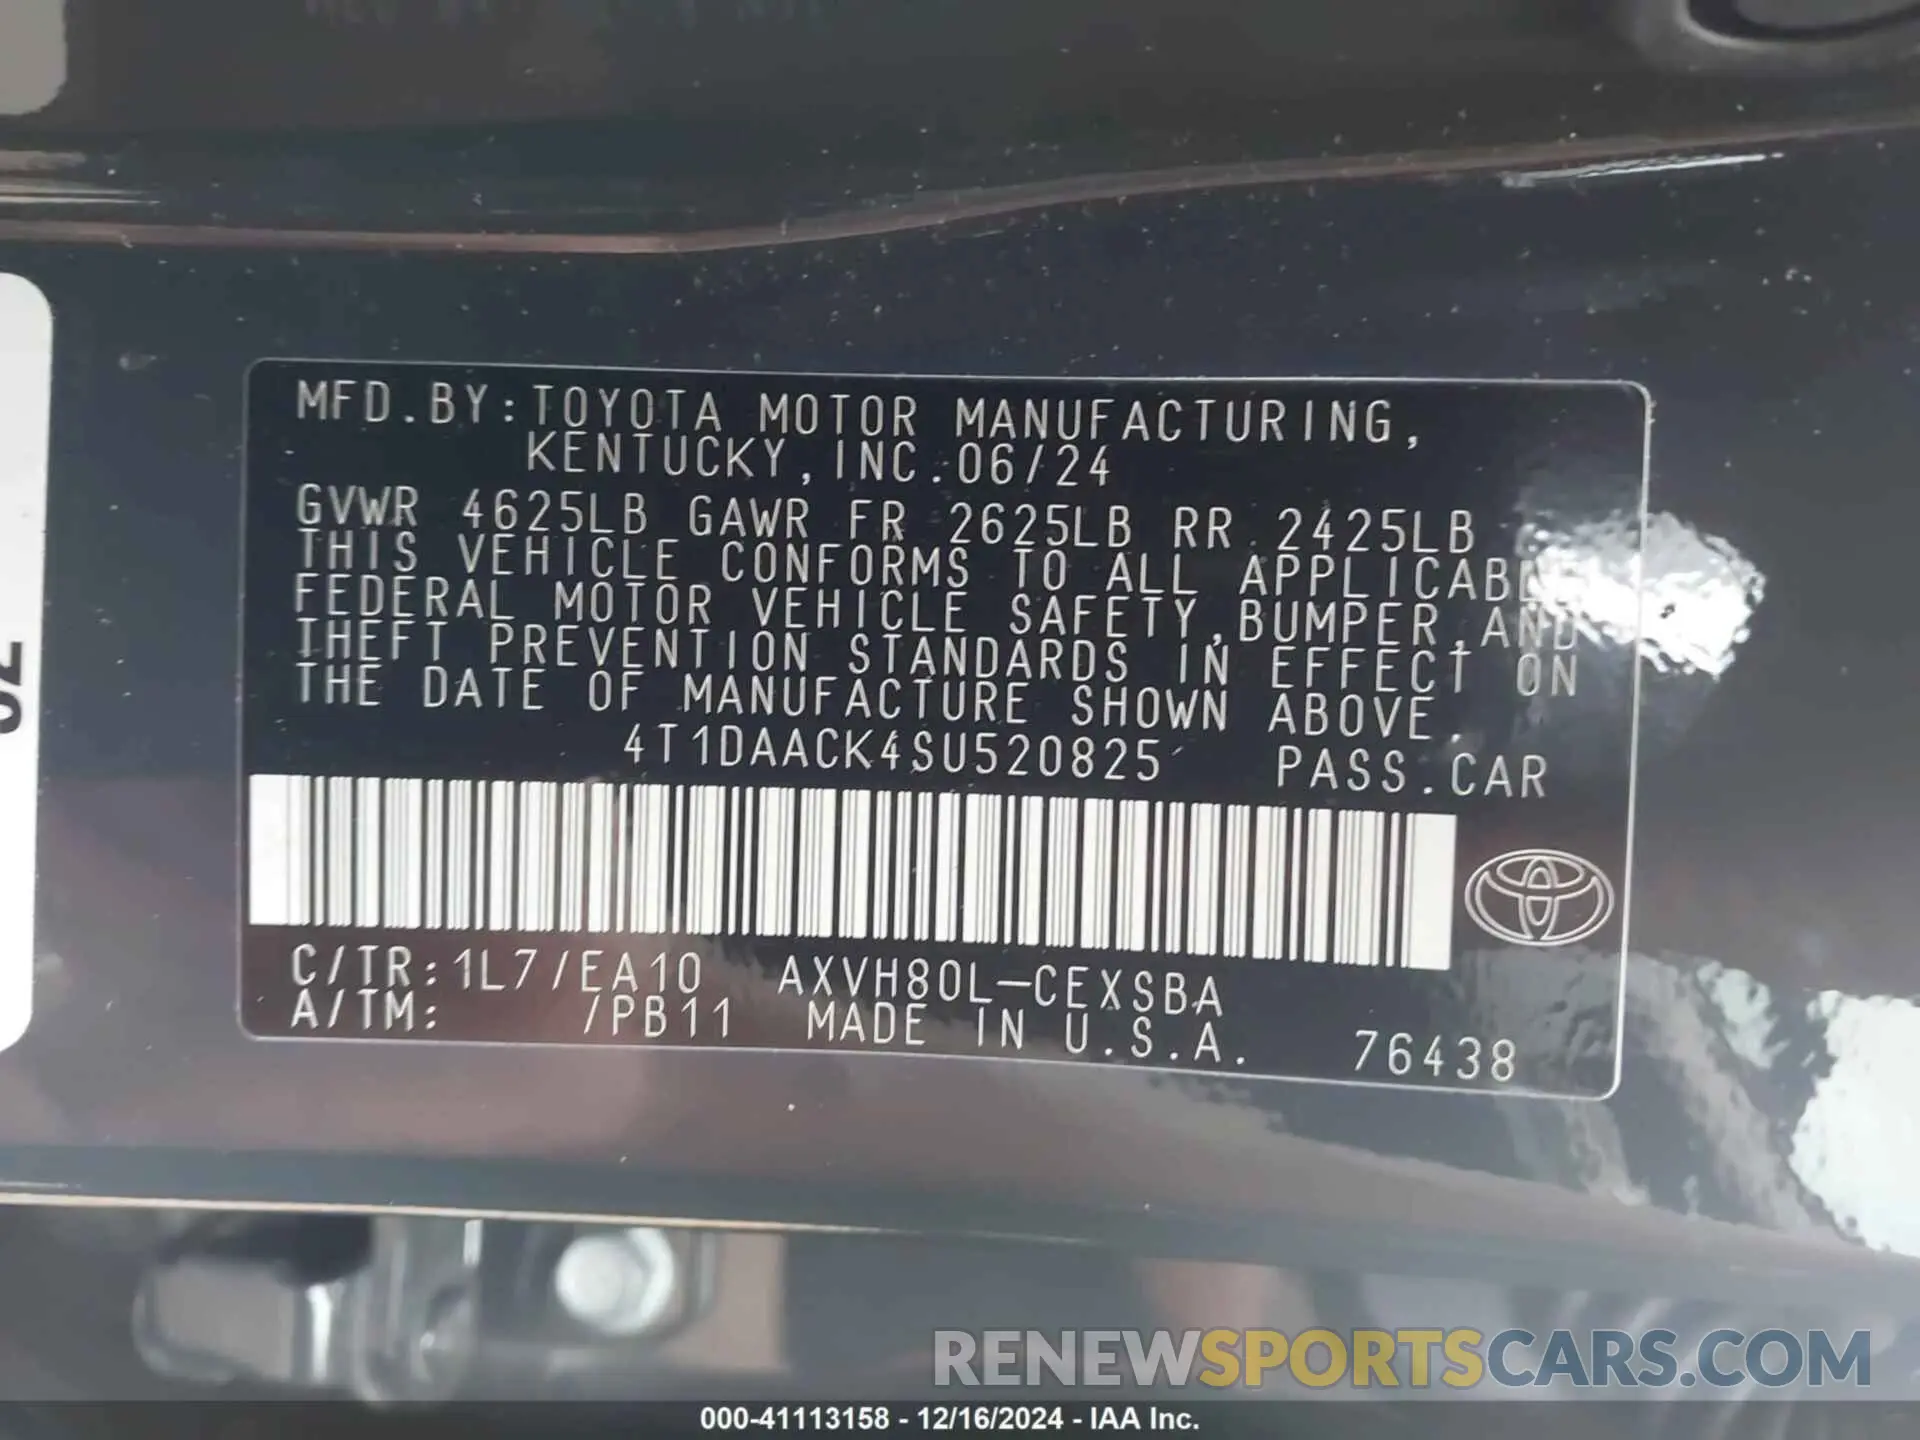 MFD.BY:TOYOTA MOTOR MANUFACTURING,
KENTUCKY,INC.06/24
GVWR 4625LB GAWR FR 2625LB RR 2425LB
THIS VEHICLE CONFORMS TO ALL APPLICABLE
FEDERAL MOTOR VEHICLE SAFETY,BUMPER,AND
THEFT PREVENTION STANDARDS IN EFFECT ON
THE DATE OF MANUFACTURE SHOWN ABOVE.
4T1DAACK4SU520825 PASS.CAR
C/TR:1L7/EA10 AXVH80L-CEXSBA
A/TM: /PB11 MADE IN U.S.A. 76438
RENEWSPORTSCARS.COM
000-41113158 - 12/16/2024 - IAA Inc.